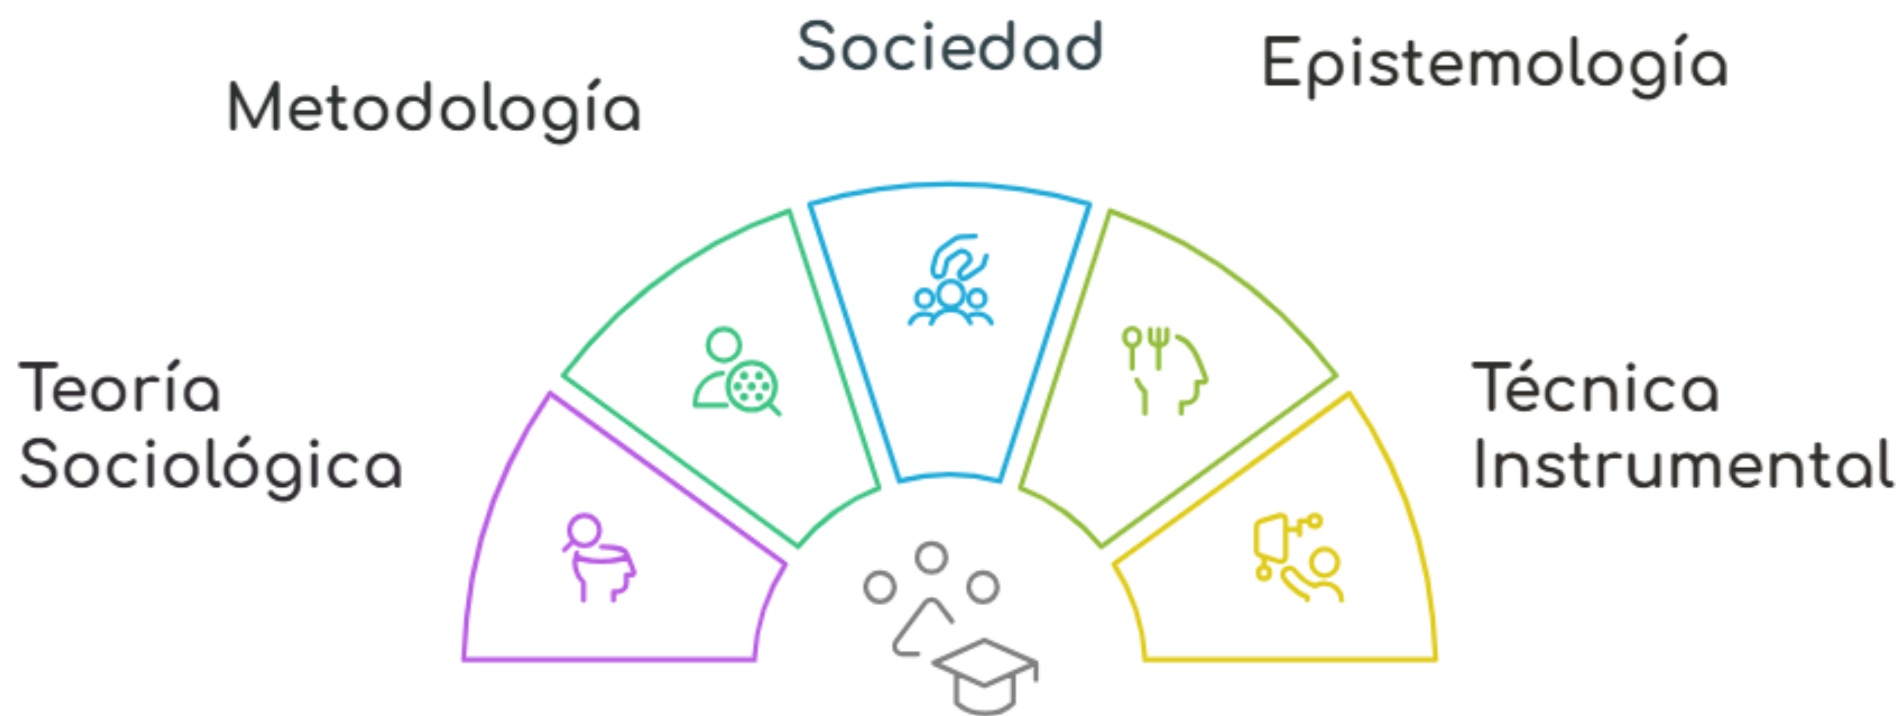 Sociedad
Epistemología
Metodología
Teoría
Sociológica
Técnica
Instrumental